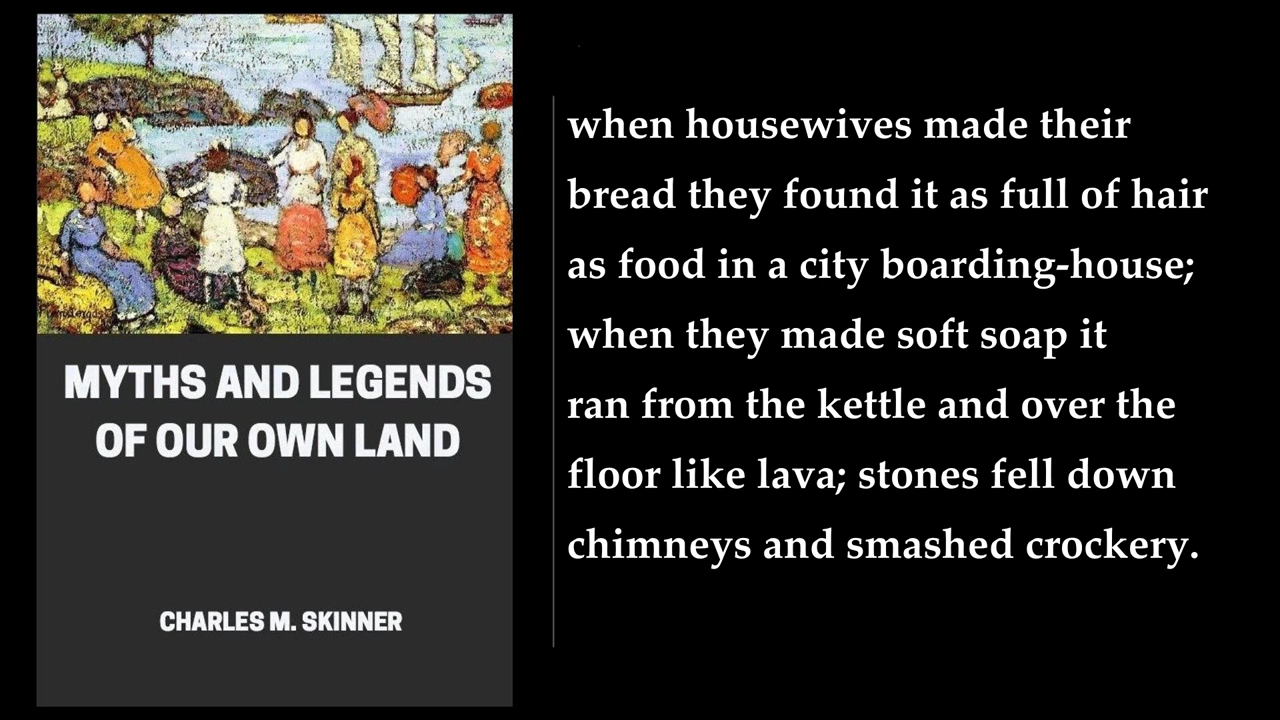 MYTHS AND LEGENDS
OF OUR OWN LAND
CHARLES M. SKINNER
when housewives made their
bread they found it as full of hair
as food in a city boarding-house;
when they made soft soap it
ran from the kettle and over the
floor like lava; stones fell down
chimneys and smashed crockery.